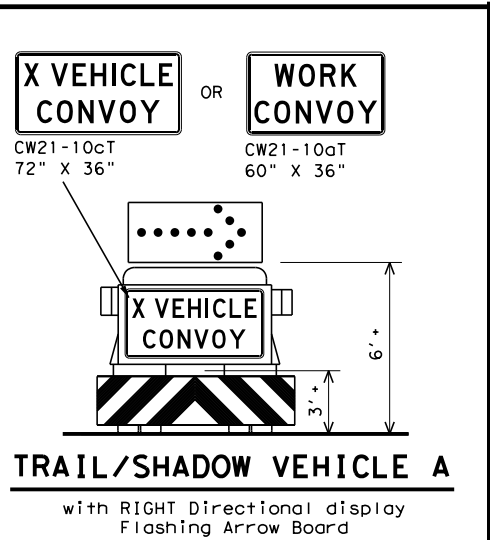 X VEHICLE
CONVOY
OR
WORK
CONVOY
CW21-10cT
72" X 36"
CW21-10aT
60" X 36"
X VEHICLE
CONVOY
6'+
3'+
TRAIL/SHADOW VEHICLE A
with RIGHT Directional display
Flashing Arrow Board